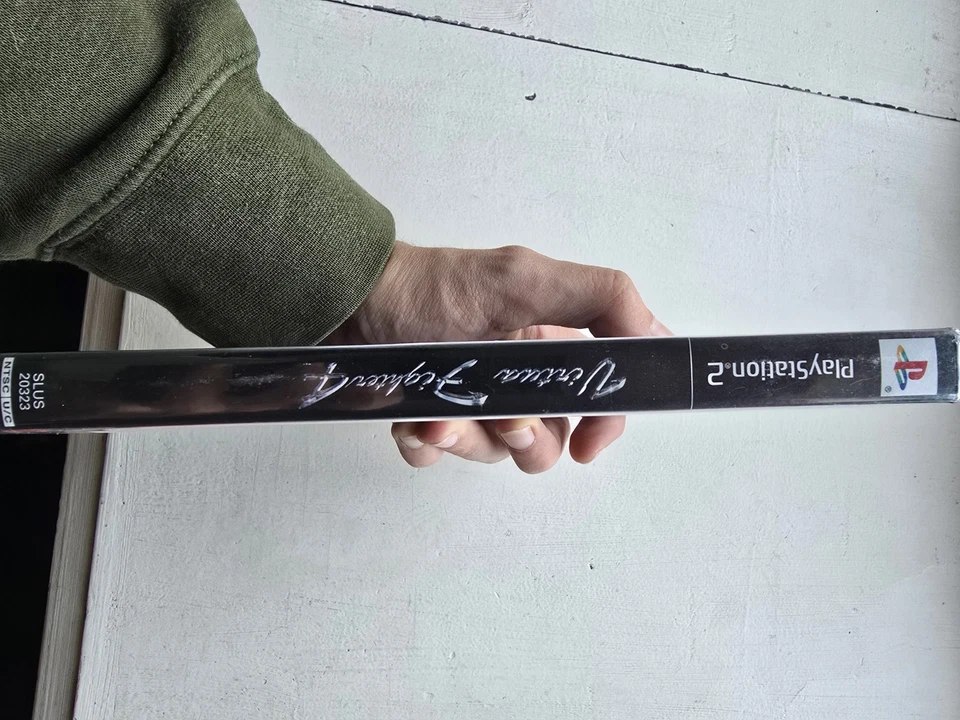 PlayStation®2
Virtua Fighter 4
SLUS
20323
NTSC U/C